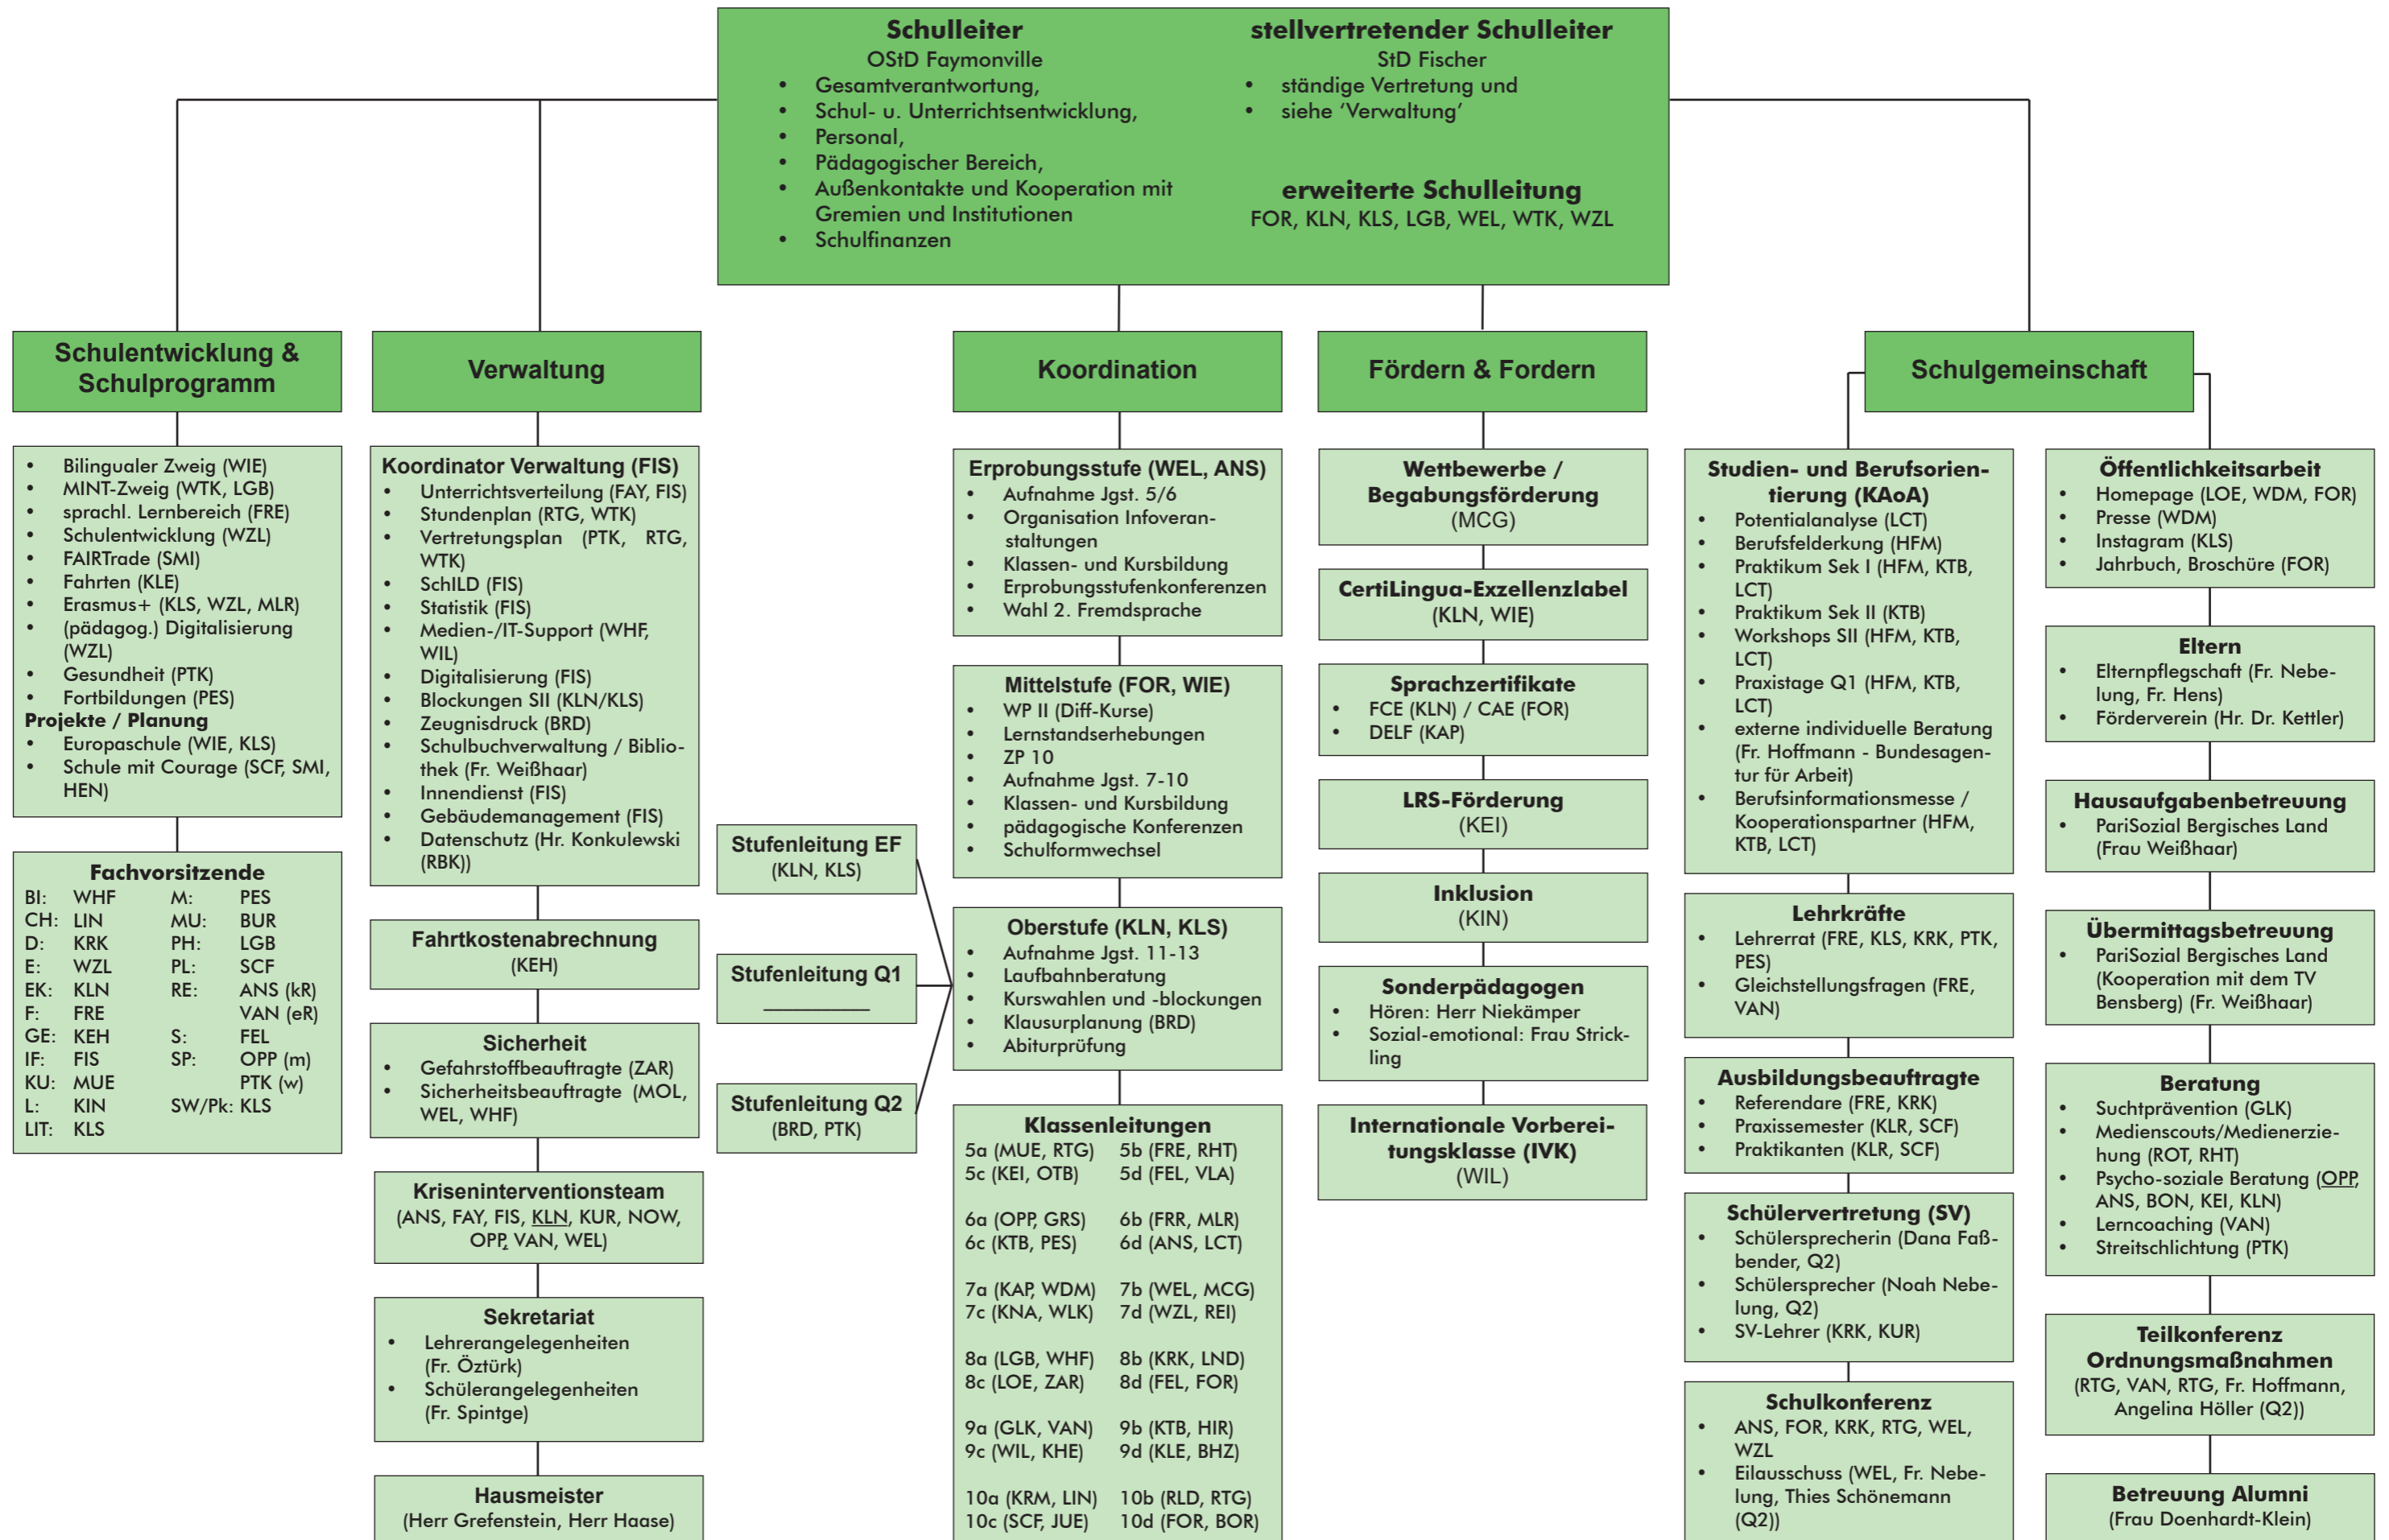 Schulleiter
OStD Faymonville
• Gesamtverantwortung,
• Schul- u. Unterrichtsentwicklung,
• Personal,
• Pädagogischer Bereich,
• Außenkontakte und Kooperation mit
Gremien und Institutionen
• Schulfinanzen
stellvertretender Schulleiter
StD Fischer
• ständige Vertretung und
• siehe ‘Verwaltung’
erweiterte Schulleitung
FOR, KLN, KLS, LGB, WEL, WTK, WZL
Schulentwicklung &
Schulprogramm
• Bilingualer Zweig (WIE)
• MINT-Zweig (WTK, LGB)
• sprachl. Lernbereich (FRE)
• Schulentwicklung (WZL)
• FAIRTrade (SMI)
• Fahrten (KLE)
• Erasmus+ (KLS, WZL, MLR)
• (pädagog.) Digitalisierung
(WZL)
• Gesundheit (PTK)
• Fortbildungen (PES)
Projekte / Planung
• Europaschule (WIE, KLS)
• Schule mit Courage (SCF, SMI,
HEN)
Fachvorsitzende
BI: WHF M: PES
CH: LIN MU: BUR
D: KRK PH: LGB
E: WZL PL: SCF
EK: KLN RE: ANS (kR)
F: FRE VAN (eR)
GE: KEH S: FEL
IF: FIS SP: OPP (m)
KU: MUE PTK (w)
L: KIN SW/Pk: KLS
LIT: KLS
Verwaltung
Koordinator Verwaltung (FIS)
• Unterrichtsverteilung (FAY, FIS)
• Stundenplan (RTG, WTK)
• Vertretungsplan (PTK, RTG,
WTK)
• SchILD (FIS)
• Statistik (FIS)
• Medien-/IT-Support (WHF,
WIL)
• Digitalisierung (FIS)
• Blockungen SII (KLN/KLS)
• Zeugnisdruck (BRD)
• Schulbuchverwaltung / Biblio-
thek (Fr. Weißhaar)
• Innendienst (FIS)
• Gebäudemanagement (FIS)
• Datenschutz (Hr. Konkulewski
(RBK))
Fahrtkostenabrechnung
(KEH)
Sicherheit
• Gefahrstoffbeauftragte (ZAR)
• Sicherheitsbeauftragte (MOL,
WEL, WHF)
Kriseninterventionsteam
(ANS, FAY, FIS, KLN, KUR, NOW,
OPP, VAN, WEL)
Sekretariat
• Lehrerangelegenheiten
(Fr. Öztürk)
• Schülerangelegenheiten
(Fr. Spintge)
Hausmeister
(Herr Grefenstein, Herr Haase)
Stufenleitung EF
(KLN, KLS)
Stufenleitung Q1
__________
Stufenleitung Q2
(BRD, PTK)
Koordination
Erprobungsstufe (WEL, ANS)
• Aufnahme Jgst. 5/6
• Organisation Infoveran-
staltungen
• Klassen- und Kursbildung
• Erprobungsstufenkonferenzen
• Wahl 2. Fremdsprache
Mittelstufe (FOR, WIE)
• WP II (Diff-Kurse)
• Lernstandserhebungen
• ZP 10
• Aufnahme Jgst. 7-10
• Klassen- und Kursbildung
• pädagogische Konferenzen
• Schulformwechsel
Oberstufe (KLN, KLS)
• Aufnahme Jgst. 11-13
• Laufbahnberatung
• Kurswahlen und -blockungen
• Klausurplanung (BRD)
• Abiturprüfung
Klassenleitungen
5a (MUE, RTG) 5b (FRE, RHT)
5c (KEI, OTB) 5d (FEL, VLA)
6a (OPP, GRS) 6b (FRR, MLR)
6c (KTB, PES) 6d (ANS, LCT)
7a (KAP, WDM) 7b (WEL, MCG)
7c (KNA, WLK) 7d (WZL, REI)
8a (LGB, WHF) 8b (KRK, LND)
8c (LOE, ZAR) 8d (FEL, FOR)
9a (GLK, VAN) 9b (KTB, HIR)
9c (WIL, KHE) 9d (KLE, BHZ)
10a (KRM, LIN) 10b (RLD, RTG)
10c (SCF, JUE) 10d (FOR, BOR)
Fördern & Fordern
Wettbewerbe /
Begabungsförderung
(MCG)
CertiLingua-Exzellenzlabel
(KLN, WIE)
Sprachzertifikate
• FCE (KLN) / CAE (FOR)
• DELF (KAP)
LRS-Förderung
(KEI)
Inklusion
(KIN)
Sonderpädagogen
• Hören: Herr Niekämper
• Sozial-emotional: Frau Strick-
ling
Internationale Vorberei-
tungsklasse (IVK)
(WIL)
Schulgemeinschaft
Studien- und Berufsorien-
tierung (KAoA)
• Potentialanalyse (LCT)
• Berufsfelderkung (HFM)
• Praktikum Sek I (HFM, KTB,
LCT)
• Praktikum Sek II (KTB)
• Workshops SII (HFM, KTB,
LCT)
• Praxistage Q1 (HFM, KTB,
LCT)
• externe individuelle Beratung
(Fr. Hoffmann - Bundesagen-
tur für Arbeit)
• Berufsinformationsmesse /
Kooperationspartner (HFM,
KTB, LCT)
Lehrkräfte
• Lehrerrat (FRE, KLS, KRK, PTK,
PES)
• Gleichstellungsfragen (FRE,
VAN)
Ausbildungsbeauftragte
• Referendare (FRE, KRK)
• Praxissemester (KLR, SCF)
• Praktikanten (KLR, SCF)
Schülervertretung (SV)
• Schülersprecherin (Dana Faß-
bender, Q2)
• Schülersprecher (Noah Nebe-
lung, Q2)
• SV-Lehrer (KRK, KUR)
Schulkonferenz
• ANS, FOR, KRK, RTG, WEL,
WZL
• Eilausschuss (WEL, Fr. Nebe-
lung, Thies Schönemann
(Q2))
Öffentlichkeitsarbeit
• Homepage (LOE, WDM, FOR)
• Presse (WDM)
• Instagram (KLS)
• Jahrbuch, Broschüre (FOR)
Eltern
• Elternpflegschaft (Fr. Nebe-
lung, Fr. Hens)
• Förderverein (Hr. Dr. Kettler)
Hausaufgabenbetreuung
• PariSozial Bergisches Land
(Frau Weißhaar)
Übermittagsbetreuung
• PariSozial Bergisches Land
(Kooperation mit dem TV
Bensberg) (Fr. Weißhaar)
Beratung
• Suchtprävention (GLK)
• Medienscouts/Medienerzie-
hung (ROT, RHT)
• Psycho-soziale Beratung (OPP,
ANS, BON, KEI, KLN)
• Lerncoaching (VAN)
• Streitschlichtung (PTK)
Teilkonferenz
Ordnungsmaßnahmen
(RTG, VAN, RTG, Fr. Hoffmann,
Angelina Höller (Q2))
Betreuung Alumni
(Frau Doenhardt-Klein)